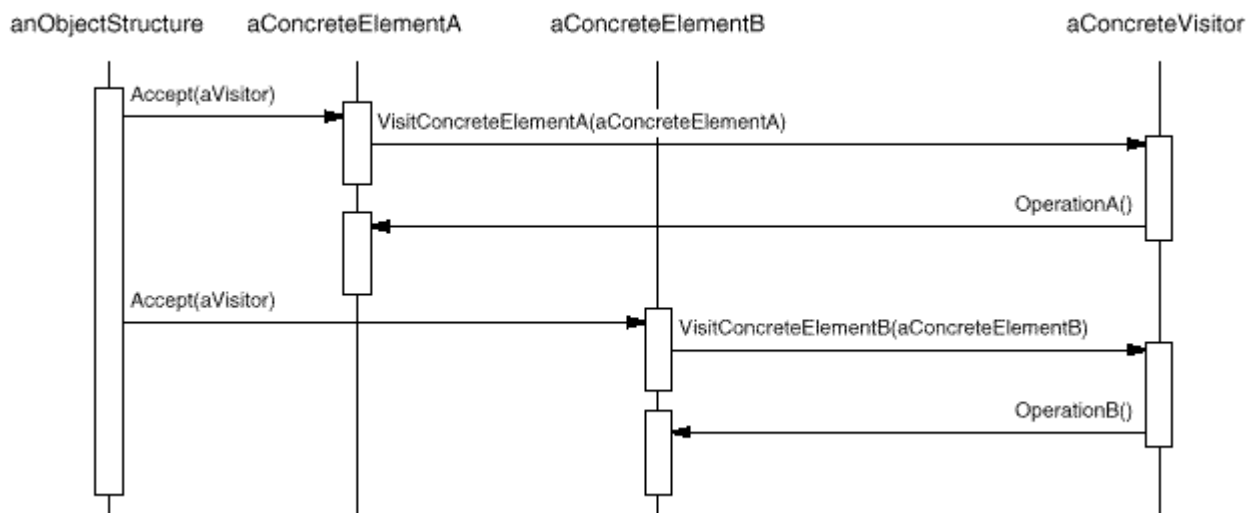 anObjectStructure aConcreteElementA aConcreteElementB aConcreteVisitor
Accept(aVisitor)
VisitConcreteElementA(aConcreteElementA)
OperationA()
Accept(aVisitor)
VisitConcreteElementB(aConcreteElementB)
OperationB()